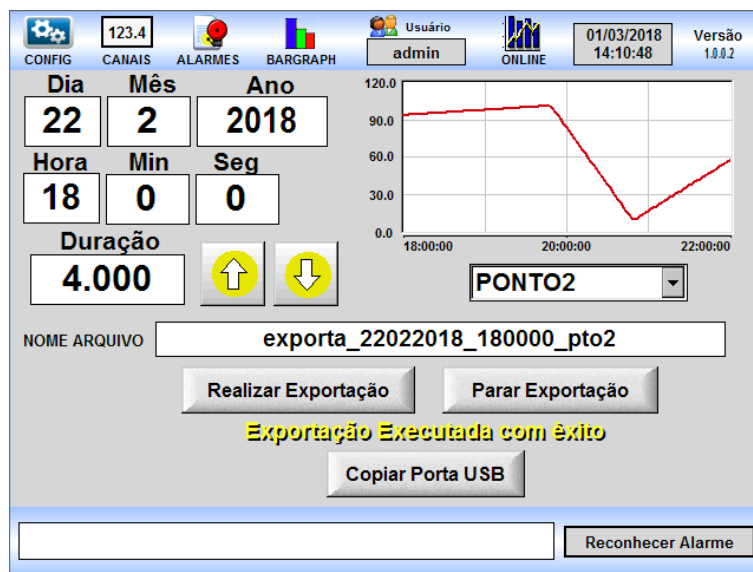 123.4
Usuário
admin
01/03/2018
14:10:48
Versão
1.0.0.2
CONFIG CANAIS ALARMES BARGRAPH ONLINE
Dia Mês Ano
22 2 2018
Hora Min Seg
18 0 0
Duração
4.000
120.0
90.0
60.0
30.0
0.0
18:00:00 20:00:00 22:00:00
PONTO2
NOME ARQUIVO exporta_22022018_180000_pto2
Realizar Exportação Parar Exportação
Exportação Executada com êxito
Copiar Porta USB
Reconhecer Alarme